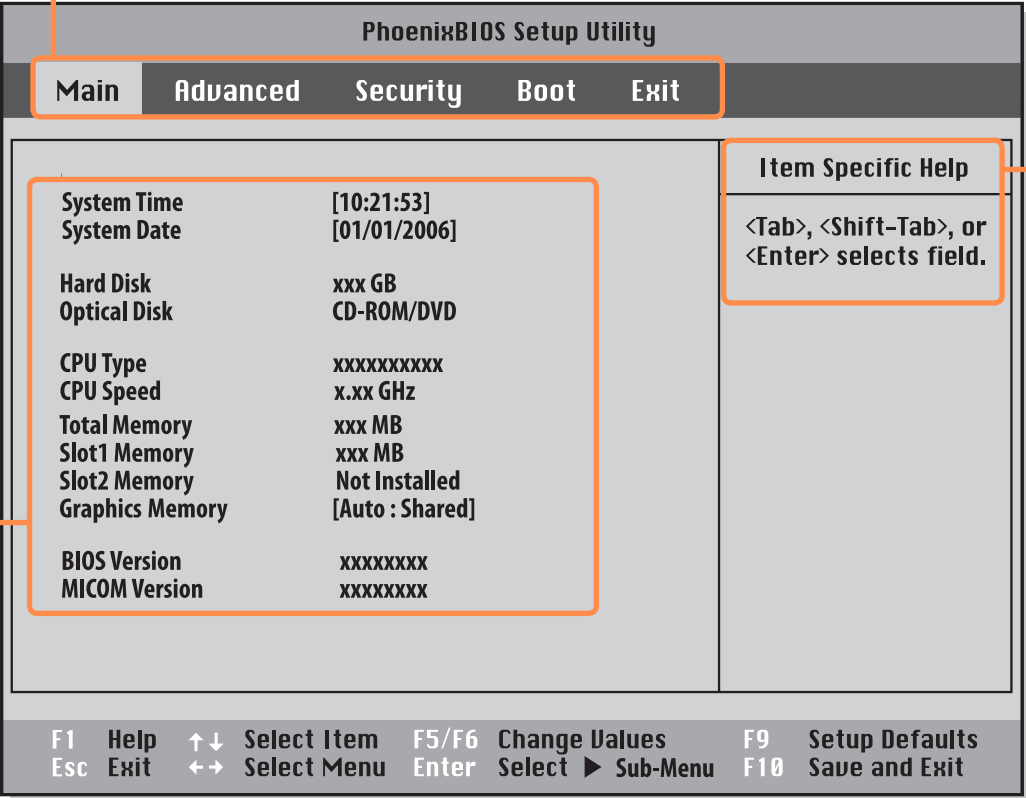 PhoenixBIOS Setup Utility
Main Advanced Security Boot Exit
Item Specific Help
<Tab>, <Shift-Tab>, or
<Enter> selects field.
System Time [10:21:53]
System Date [01/01/2006]
Hard Disk xxx GB
Optical Disk CD-ROM/DVD
CPU Type xxxxxxxxxx
CPU Speed x.xx GHz
Total Memory xxx MB
Slot1 Memory xxx MB
Slot2 Memory Not Installed
Graphics Memory [Auto : Shared]
BIOS Version xxxxxxxx
MICOM Version xxxxxxxx
F1 Help ↑↓ Select Item F5/F6 Change Values F9 Setup Defaults
Esc Exit ←→ Select Menu Enter Select ▶ Sub-Menu F10 Save and Exit